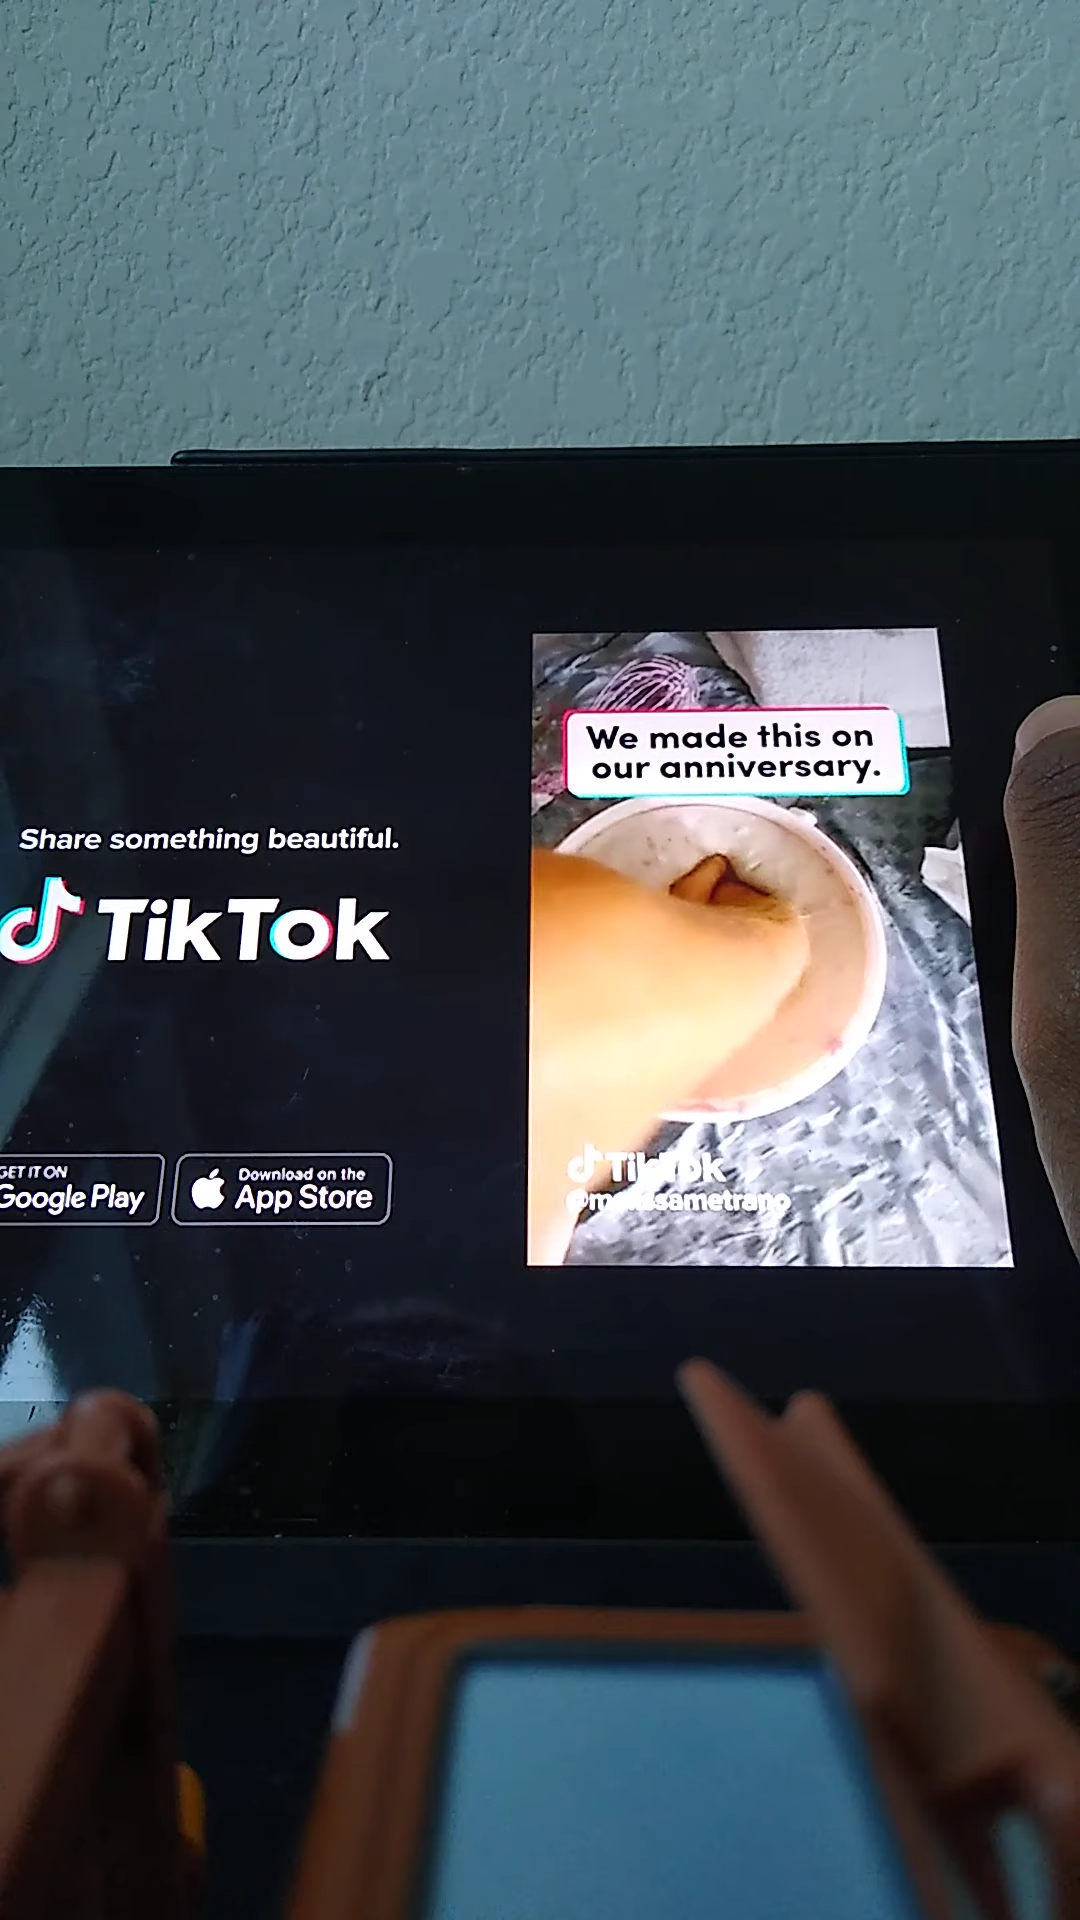 Share something beautiful.
TikTok
GET IT ON
Google Play
Download on the
App Store
We made this on
our anniversary.
TikTok